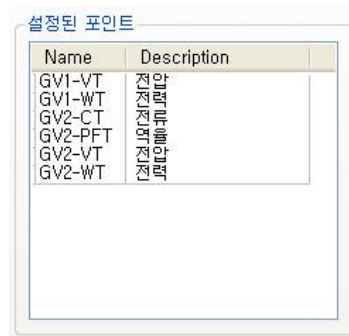 설정된 포인트
Name Description
GV1-VT 전압
GV1-WT 전력
GV2-CT 전류
GV2-PFT 역율
GV2-VT 전압
GV2-WT 전력